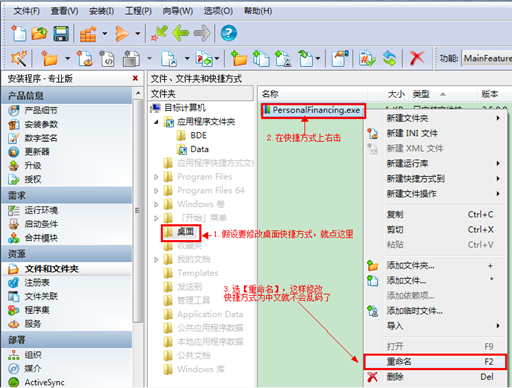 文件(F) 查看(V) 安装(I) 工程(P) 向导(W) 选项(O) 帮助(H)
功能: MainFeature
安装程序 - 专业版
文件、文件夹和快捷方式
产品信息
产品细节
安装参数
数字签名
更新器
升级
授权
需求
运行环境
启动条件
合并模块
资源
文件和文件夹
注册表
文件关联
程序集
服务
部署
组织
媒介
ActiveSync
文件夹
目标计算机
应用程序文件夹
BDE
Data
应用程序快捷方式文
Program Files
Program Files 64
Windows 卷
「开始」菜单
桌面
收藏夹
我的文档
Templates
发送到
管理工具
Application Data
公共应用程序数据
本地应用程序数据
公共文档
Windows 库
名称 大小 类型 版本
PersonalFinancing.exe
2. 在快捷方式上右击
1. 假设要修改桌面快捷方式，就点这里
3. 选【重命名】，这样修改
快捷方式为中文就不会乱码了
新建文件夹
新建 INI 文件
新建 XML 文件
新建运行库
新建快捷方式到
新建文件操作
复制 Ctrl+C
剪切 Ctrl+X
粘贴 Ctrl+V
添加文件夹... +
添加文件... *
添加依赖项...
添加临时文件...
导入
打开 F9
重命名 F2
删除 Del